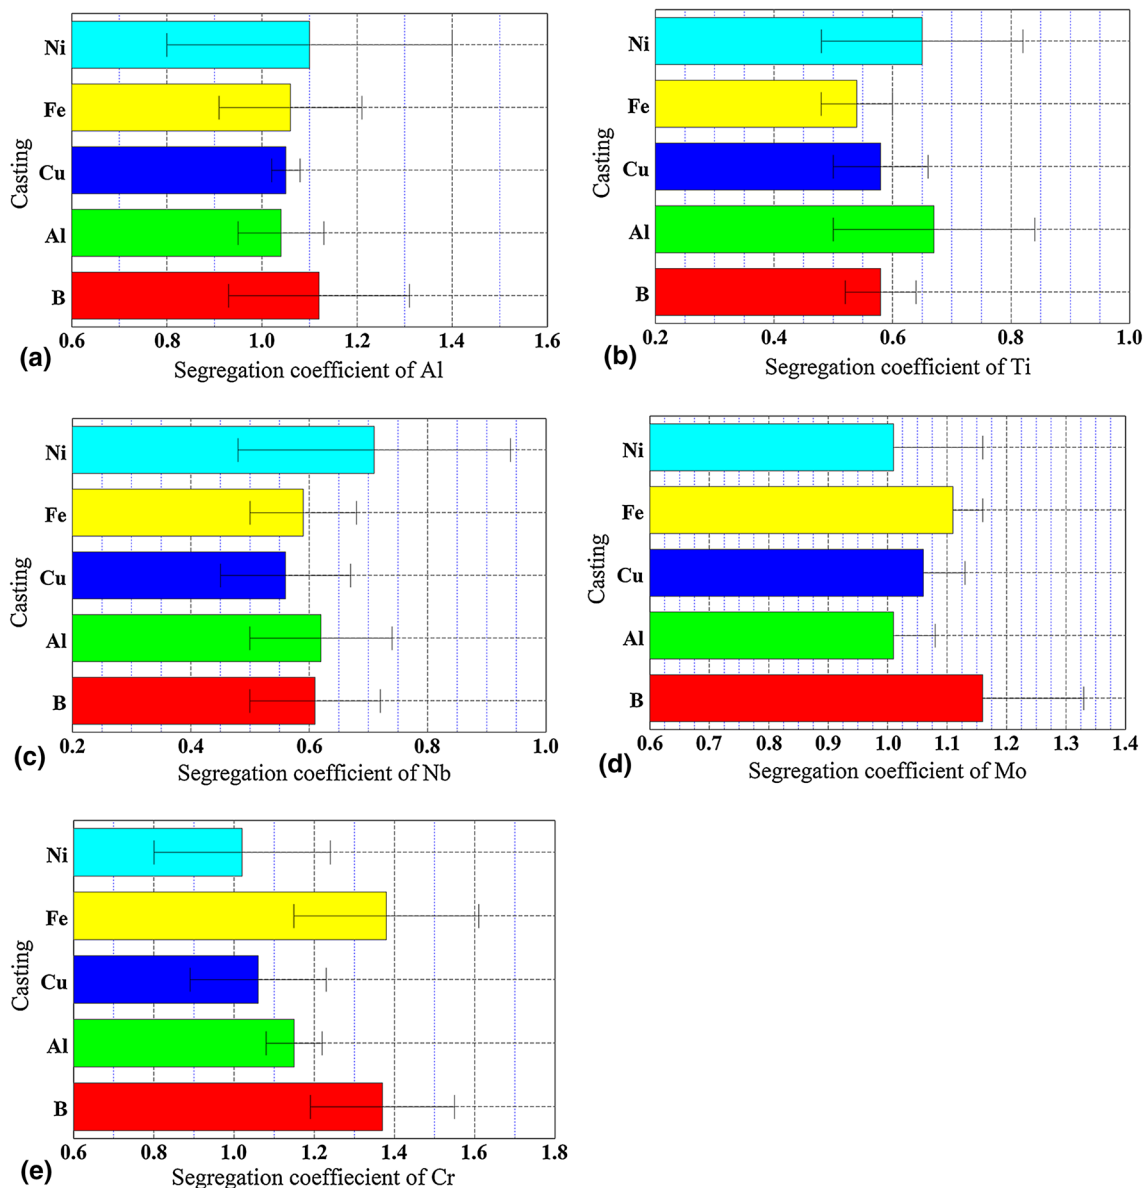 Ni
Fe
Cu
Al
B
Casting
0.6 0.8 1.0 1.2 1.4 1.6
(a)
Segregation coefficient of Al
Ni
Fe
Cu
Al
B
Casting
0.2 0.4 0.6 0.8 1.0
(b)
Segregation coefficient of Ti
Ni
Fe
Cu
Al
B
Casting
0.2 0.4 0.6 0.8 1.0
(c)
Segregation coefficient of Nb
Ni
Fe
Cu
Al
B
Casting
0.6 0.7 0.8 0.9 1.0 1.1 1.2 1.3 1.4
(d)
Segregation coefficient of Mo
Ni
Fe
Cu
Al
B
Casting
0.6 0.8 1.0 1.2 1.4 1.6 1.8
(e)
Segregation coeffiecient of Cr